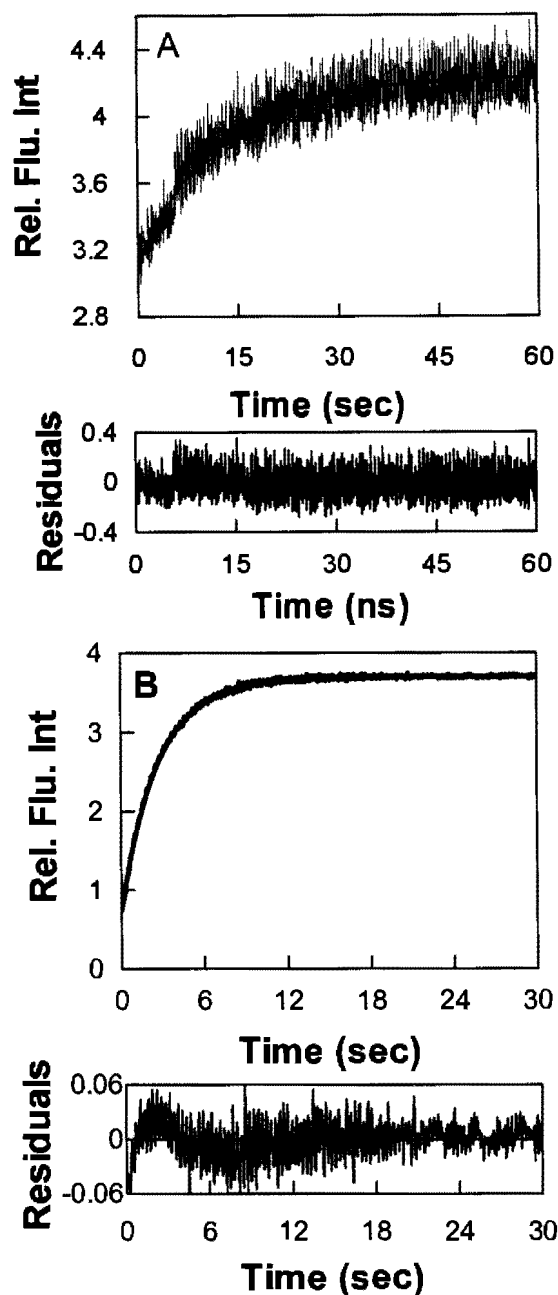 A
Rel. Flu. Int
4.4
4
3.6
3.2
2.8
0 15 30 45 60
Time (sec)
Residuals
0.4
0
-0.4
0 15 30 45 60
Time (ns)
B
Rel. Flu. Int
4
3
2
1
0
0 6 12 18 24 30
Time (sec)
Residuals
0.06
0
-0.06
0 6 12 18 24 30
Time (sec)